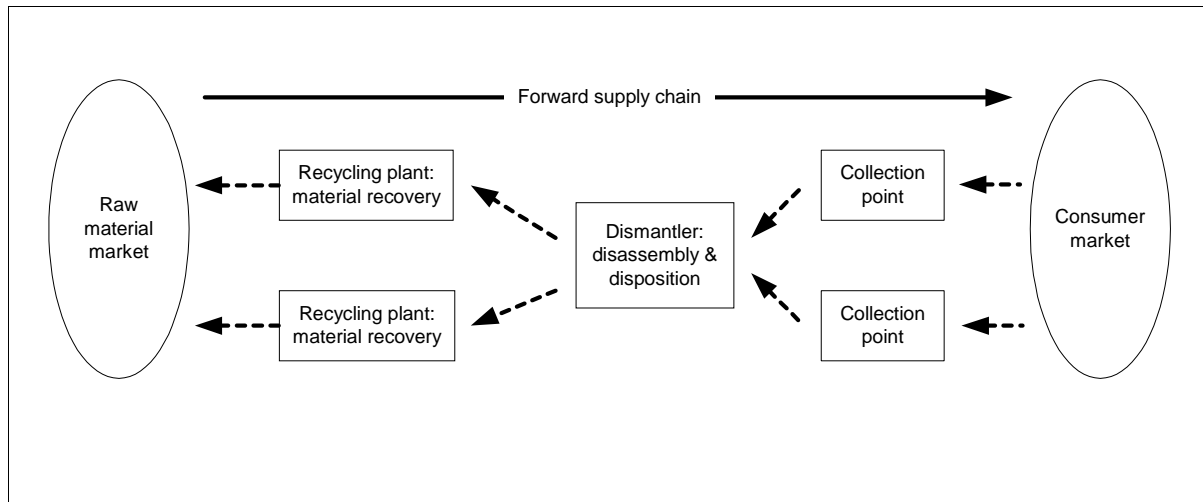 Forward supply chain
Raw
material
market
Recycling plant:
material recovery
Recycling plant:
material recovery
Dismantler:
disassembly &
disposition
Collection
point
Collection
point
Consumer
market